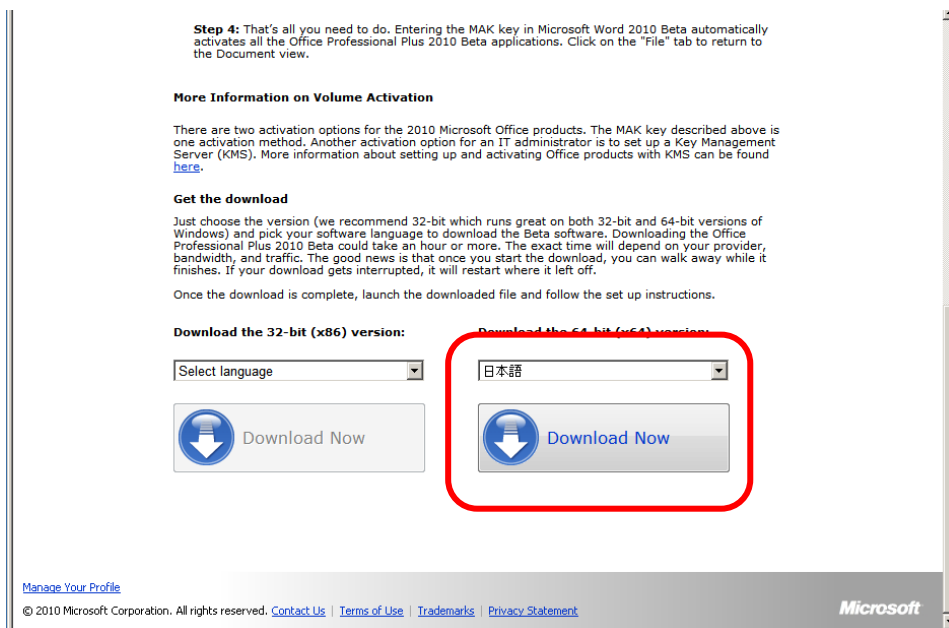 Step 4: That's all you need to do. Entering the MAK key in Microsoft Word 2010 Beta automatically
activates all the Office Professional Plus 2010 Beta applications. Click on the "File" tab to return to
the Document view.
More Information on Volume Activation
There are two activation options for the 2010 Microsoft Office products. The MAK key described above is
one activation method. Another activation option for an IT administrator is to set up a Key Management
Server (KMS). More information about setting up and activating Office products with KMS can be found
here.
Get the download
Just choose the version (we recommend 32-bit which runs great on both 32-bit and 64-bit versions of
Windows) and pick your software language to download the Beta software. Downloading the Office
Professional Plus 2010 Beta could take an hour or more. The exact time will depend on your provider,
bandwidth, and traffic. The good news is that once you start the download, you can walk away while it
finishes. If your download gets interrupted, it will restart where it left off.
Once the download is complete, launch the downloaded file and follow the set up instructions.
Download the 32-bit (x86) version:
Download the 64-bit (x64) version:
Select language
日本語
Download Now
Download Now
Manage Your Profile
© 2010 Microsoft Corporation. All rights reserved. Contact Us | Terms of Use | Trademarks | Privacy Statement
Microsoft